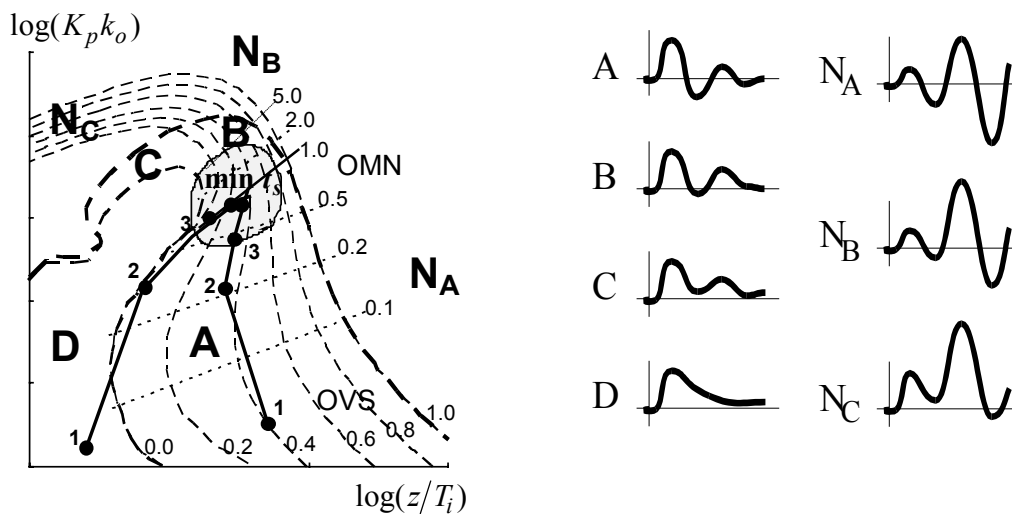 log(K_p k_o)
N_B
5.0
2.0
1.0
OMN
N_C
B
C
min t_s
3
0.5
3
2
0.2
2
N_A
0.1
D
A
OVS
1
1
1.0
0.0
0.2
0.4
0.6
0.8
log(z/T_i)
A
N_A
B
N_B
C
D
N_C